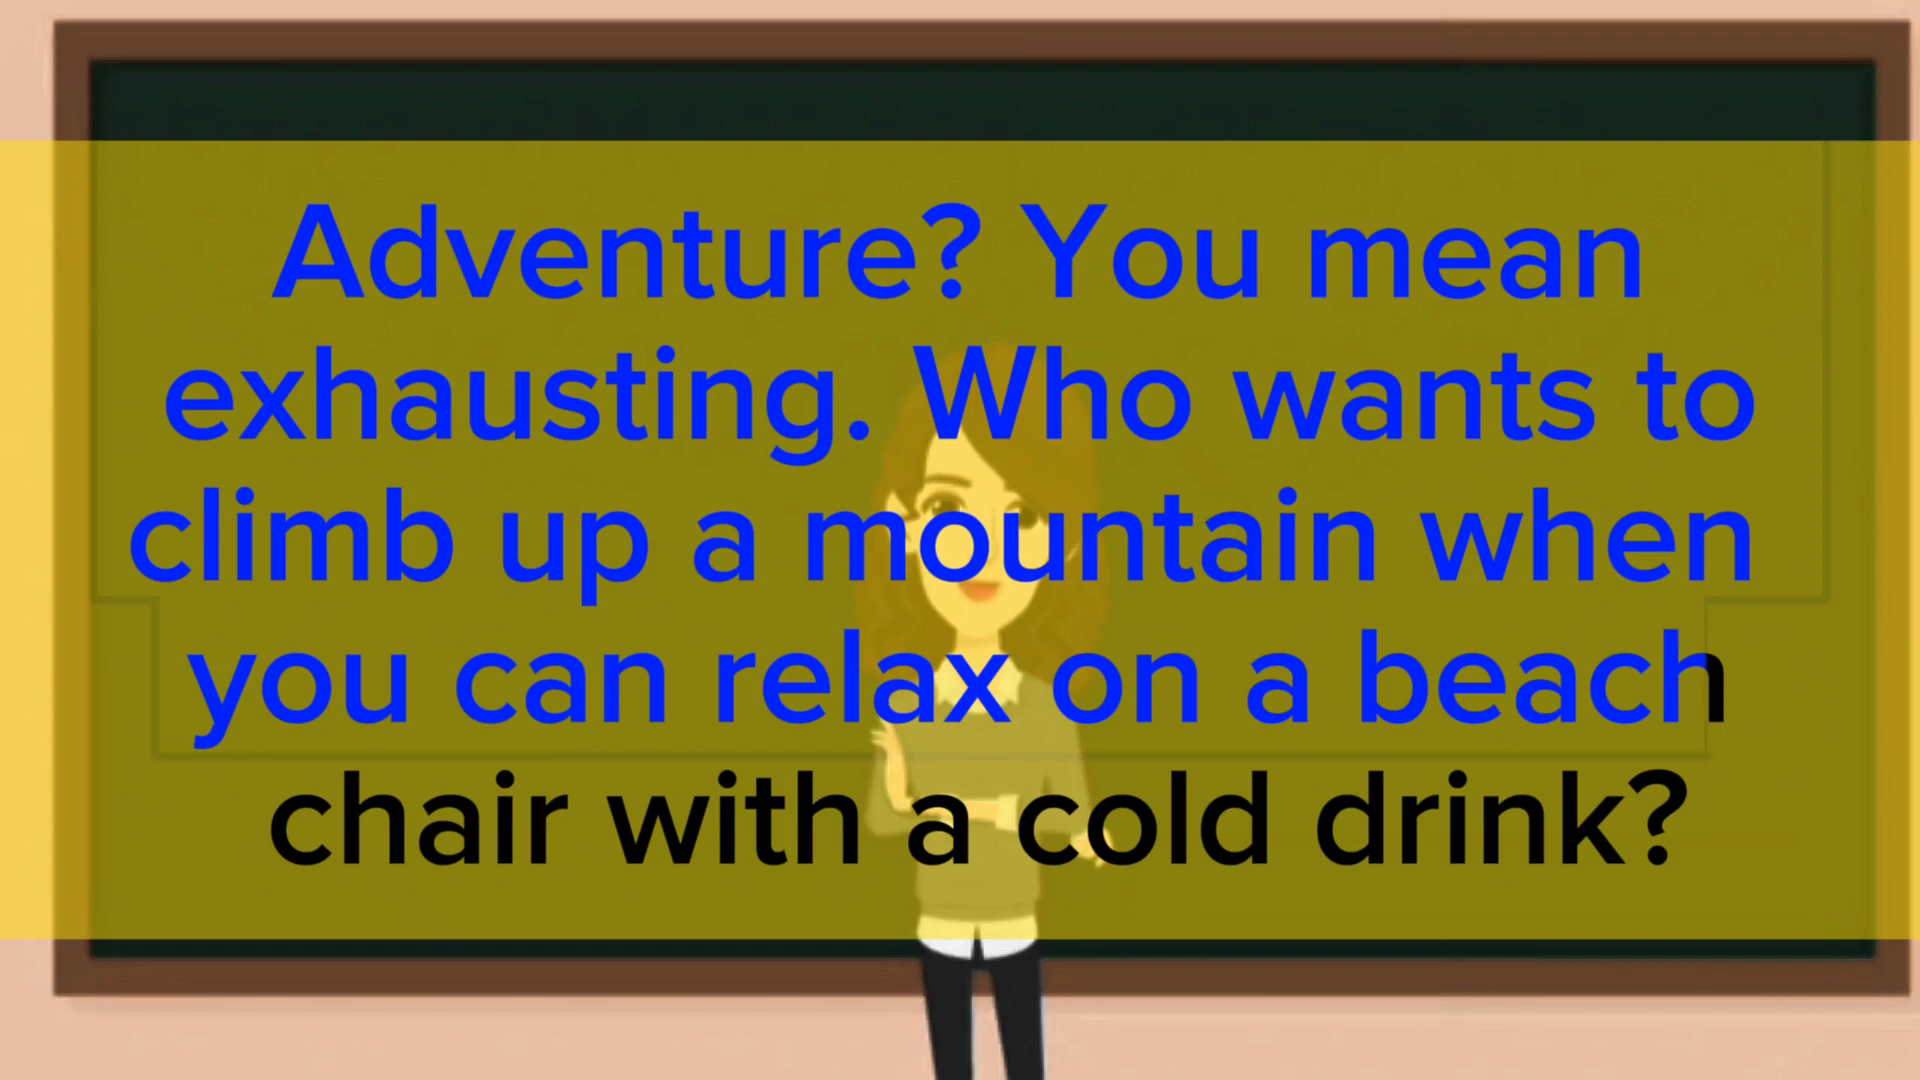 Adventure? You mean
exhausting. Who wants to
climb up a mountain when
you can relax on a beach
chair with a cold drink?